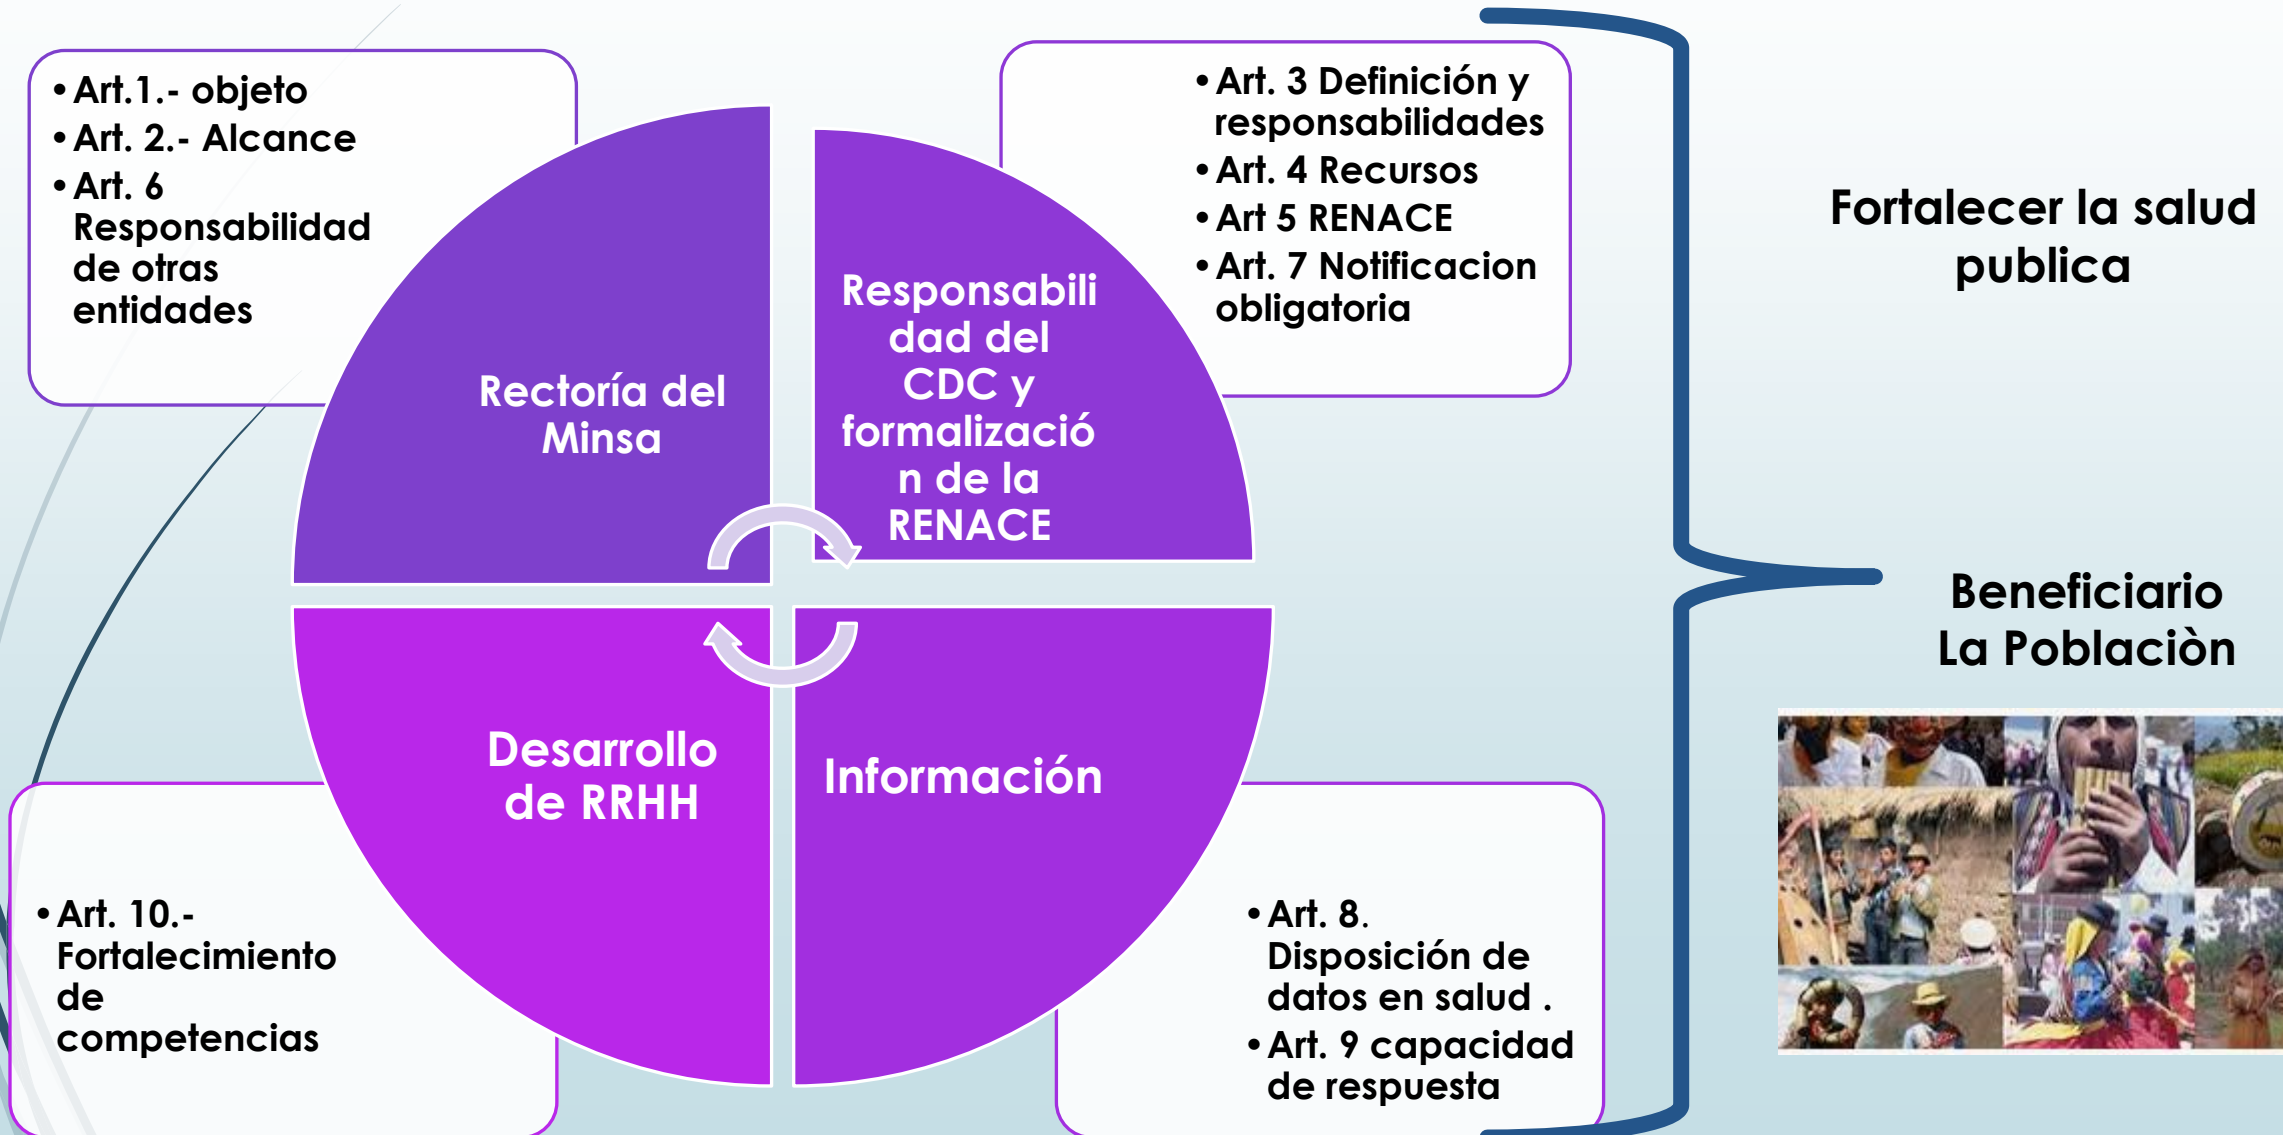 •Art.1.- objeto
•Art. 2.- Alcance
•Art. 6
Responsabilidad
de otras
entidades
Rectoría del
Minsa
Responsabili
dad del
CDC y
formalizació
n de la
RENACE
•Art. 3 Definición y
responsabilidades
•Art. 4 Recursos
•Art 5 RENACE
•Art. 7 Notificacion
obligatoria
Desarrollo
de RRHH
•Art. 10.-
Fortalecimiento
de
competencias
Información
•Art. 8.
Disposición de
datos en salud .
•Art. 9 capacidad
de respuesta
Fortalecer la salud
publica
Beneficiario
La Poblaciòn